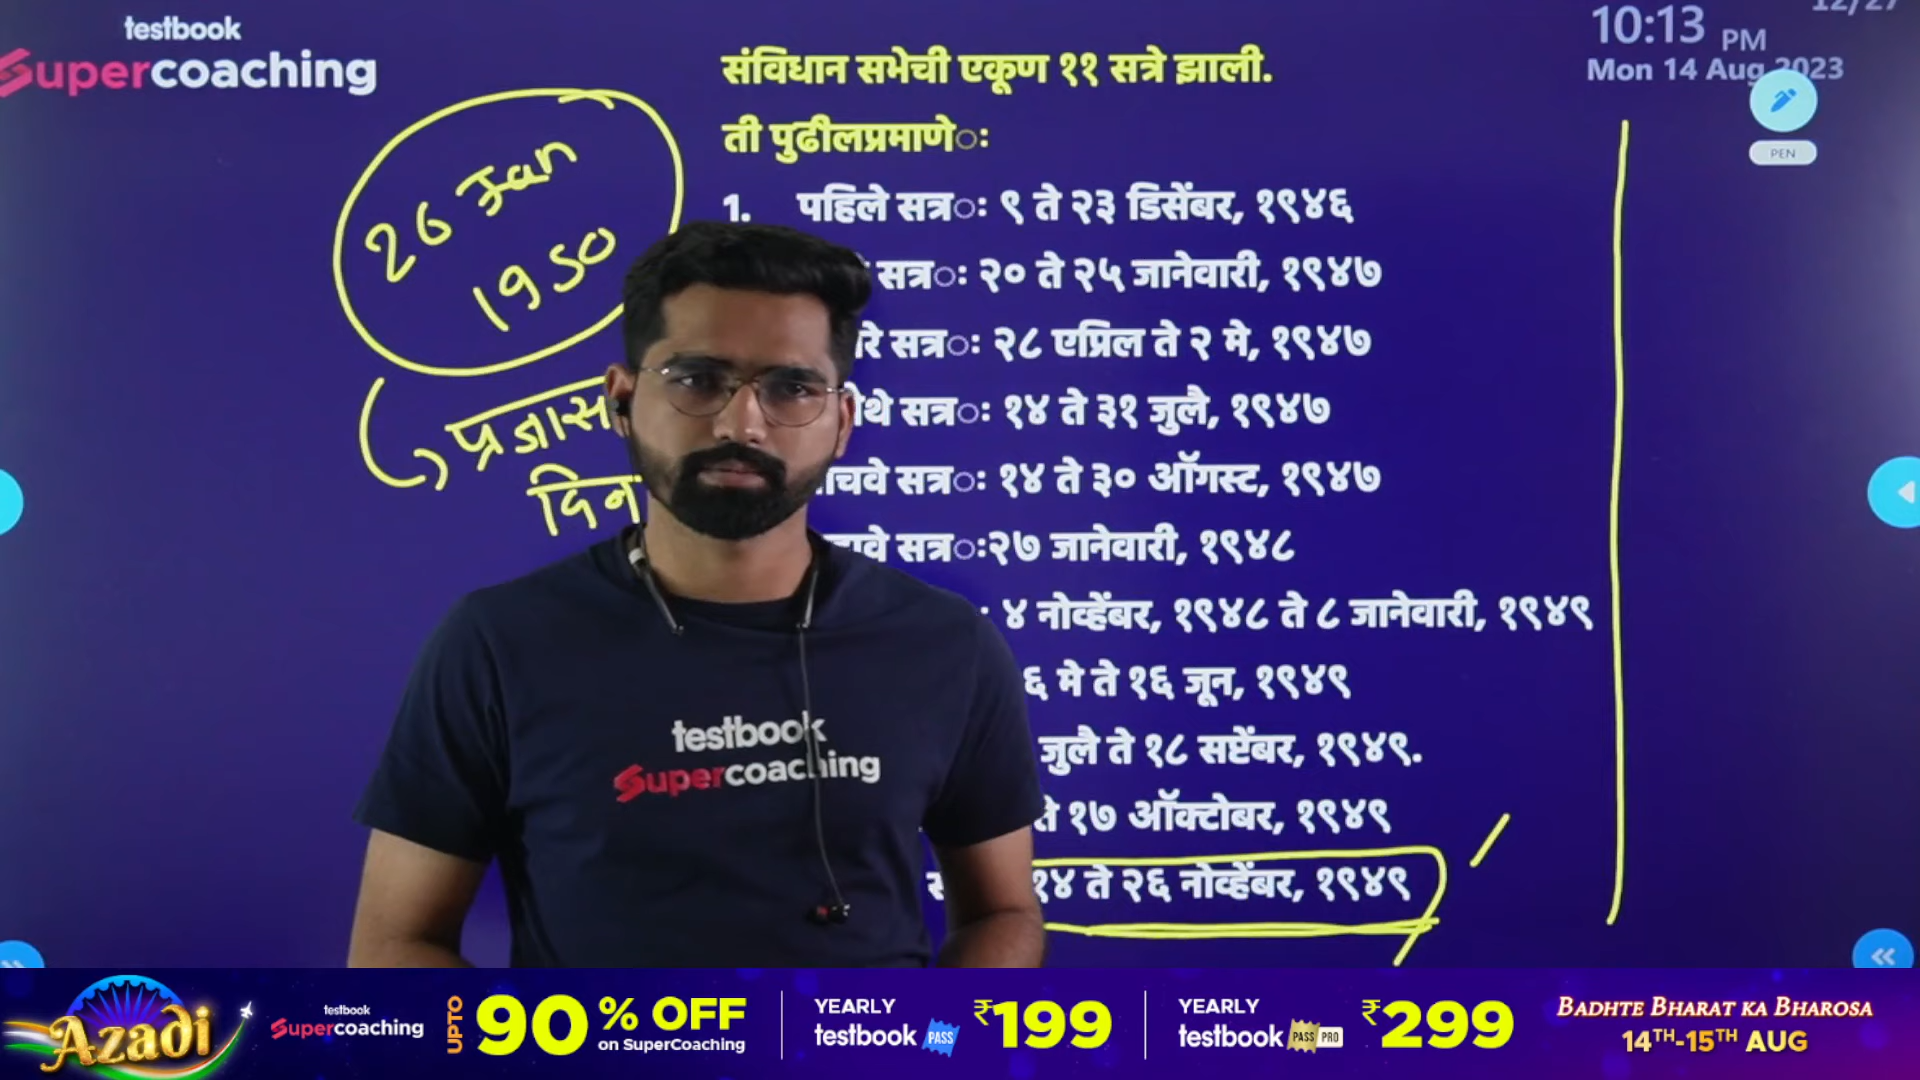 testbook
Supercoaching
10:13 PM
Mon 14 Aug 2023
PEN
संविधान सभेची एकूण ११ सत्रे झाली.
ती पुढीलप्रमाणेः
1. पहिले सत्रः ९ ते २३ डिसेंबर, १९४६
सत्रः २० ते २५ जानेवारी, १९४७
सत्रः २८ एप्रिल ते २ मे, १९४७
सत्रः १४ ते ३१ जुलै, १९४७
सत्रः १४ ते ३० ऑगस्ट, १९४७
सत्रः२७ जानेवारी, १९४८
४ नोव्हेंबर, १९४८ ते ८ जानेवारी, १९४९
मे ते १६ जून, १९४९
जुलै ते १८ सप्टेंबर, १९४९.
ते १७ ऑक्टोबर, १९४९
१४ ते २६ नोव्हेंबर, १९४९
26 Jan
1950
दिन
testbook
Supercoaching
Azadi
testbook
Supercoaching
UPTO 90% OFF
on SuperCoaching
YEARLY
testbook PASS
₹199
YEARLY
testbook PASS PRO
₹299
BADHTE BHARAT KA BHAROSA
14TH-15TH AUG